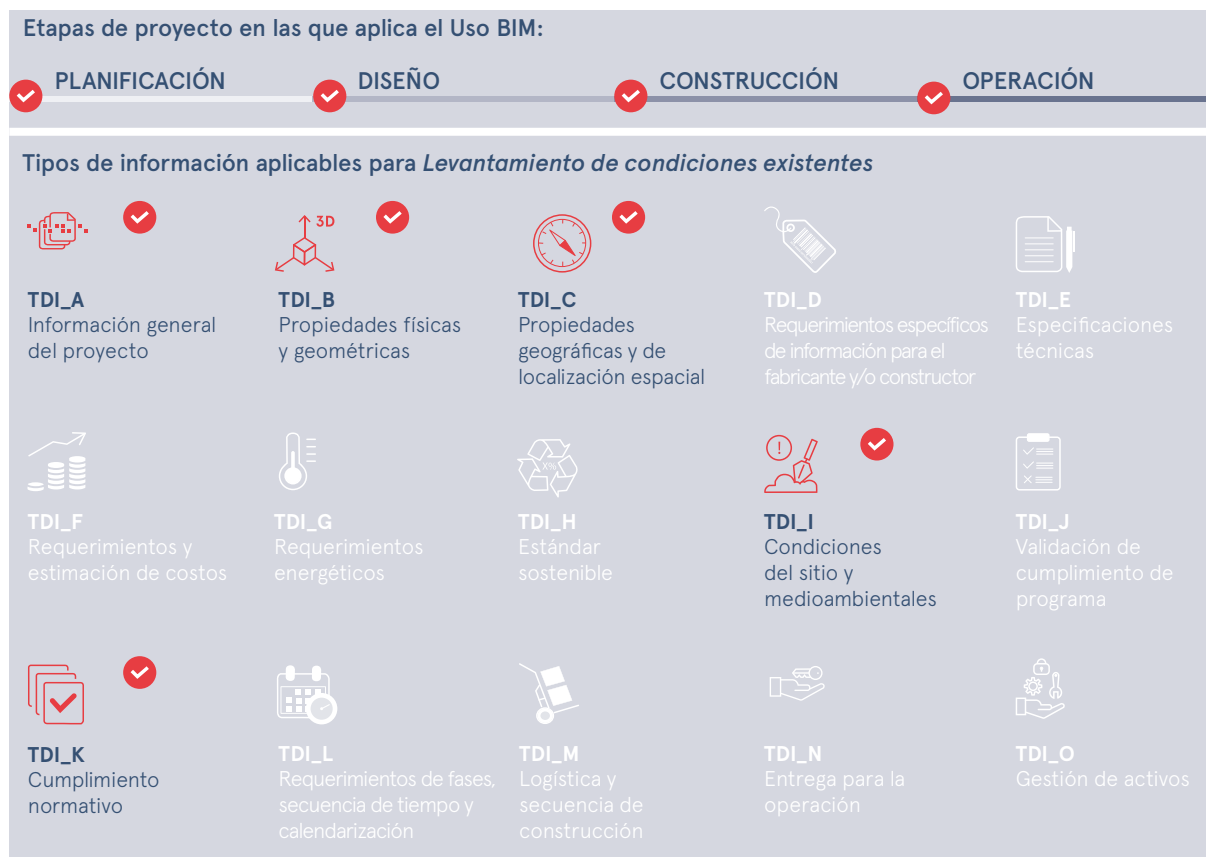 Etapas de proyecto en las que aplica el Uso BIM:
PLANIFICACIÓN
DISEÑO
CONSTRUCCIÓN
OPERACIÓN
Tipos de información aplicables para Levantamiento de condiciones existentes
3D
TDI_A
Información general
del proyecto
TDI_B
Propiedades físicas
y geométricas
TDI_C
Propiedades
geográficas y de
localización espacial
TDI_D
Requerimientos específicos
de información para el
fabricante y/o constructor
TDI_E
Especificaciones
técnicas
TDI_F
Requerimientos y
estimación de costos
TDI_G
Requerimientos
energéticos
X%
TDI_H
Estándar
sostenible
TDI_I
Condiciones
del sitio y
medioambientales
TDI_J
Validación de
cumplimiento de
programa
TDI_K
Cumplimiento
normativo
TDI_L
Requerimientos de fases,
secuencia de tiempo y
calendarización
TDI_M
Logística y
secuencia de
construcción
TDI_N
Entrega para la
operación
TDI_O
Gestión de activos